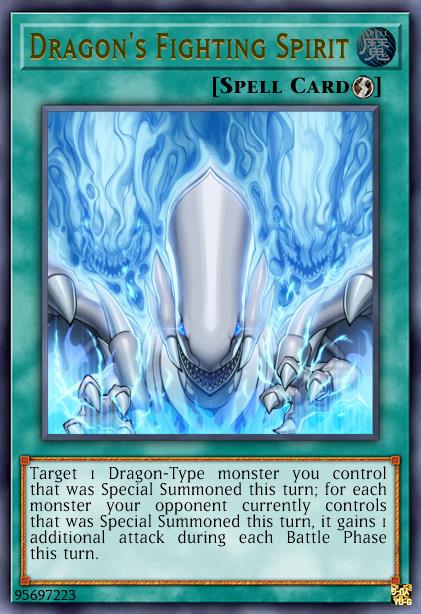 Dragon's Fighting Spirit
[Spell Card]
Target 1 Dragon-Type monster you control
that was Special Summoned this turn; for each
monster your opponent currently controls
that was Special Summoned this turn, it gains 1
additional attack during each Battle Phase
this turn.
95697223